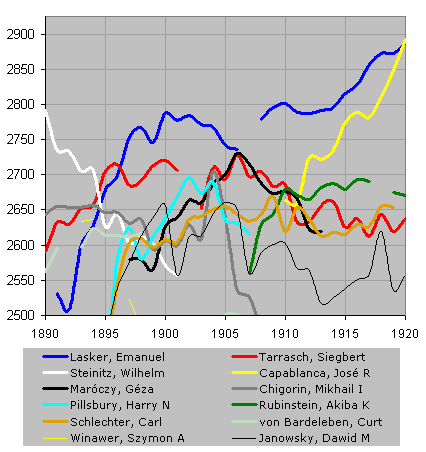 2900
2850
2800
2750
2700
2650
2600
2550
2500
1890 1895 1900 1905 1910 1915 1920
Lasker, Emanuel Tarrasch, Siegbert
Steinitz, Wilhelm Capablanca, José R
Maróczy, Géza Chigorin, Mikhail I
Pillsbury, Harry N Rubinstein, Akiba K
Schlechter, Carl von Bardeleben, Curt
Winawer, Szymon A Janowsky, Dawid M